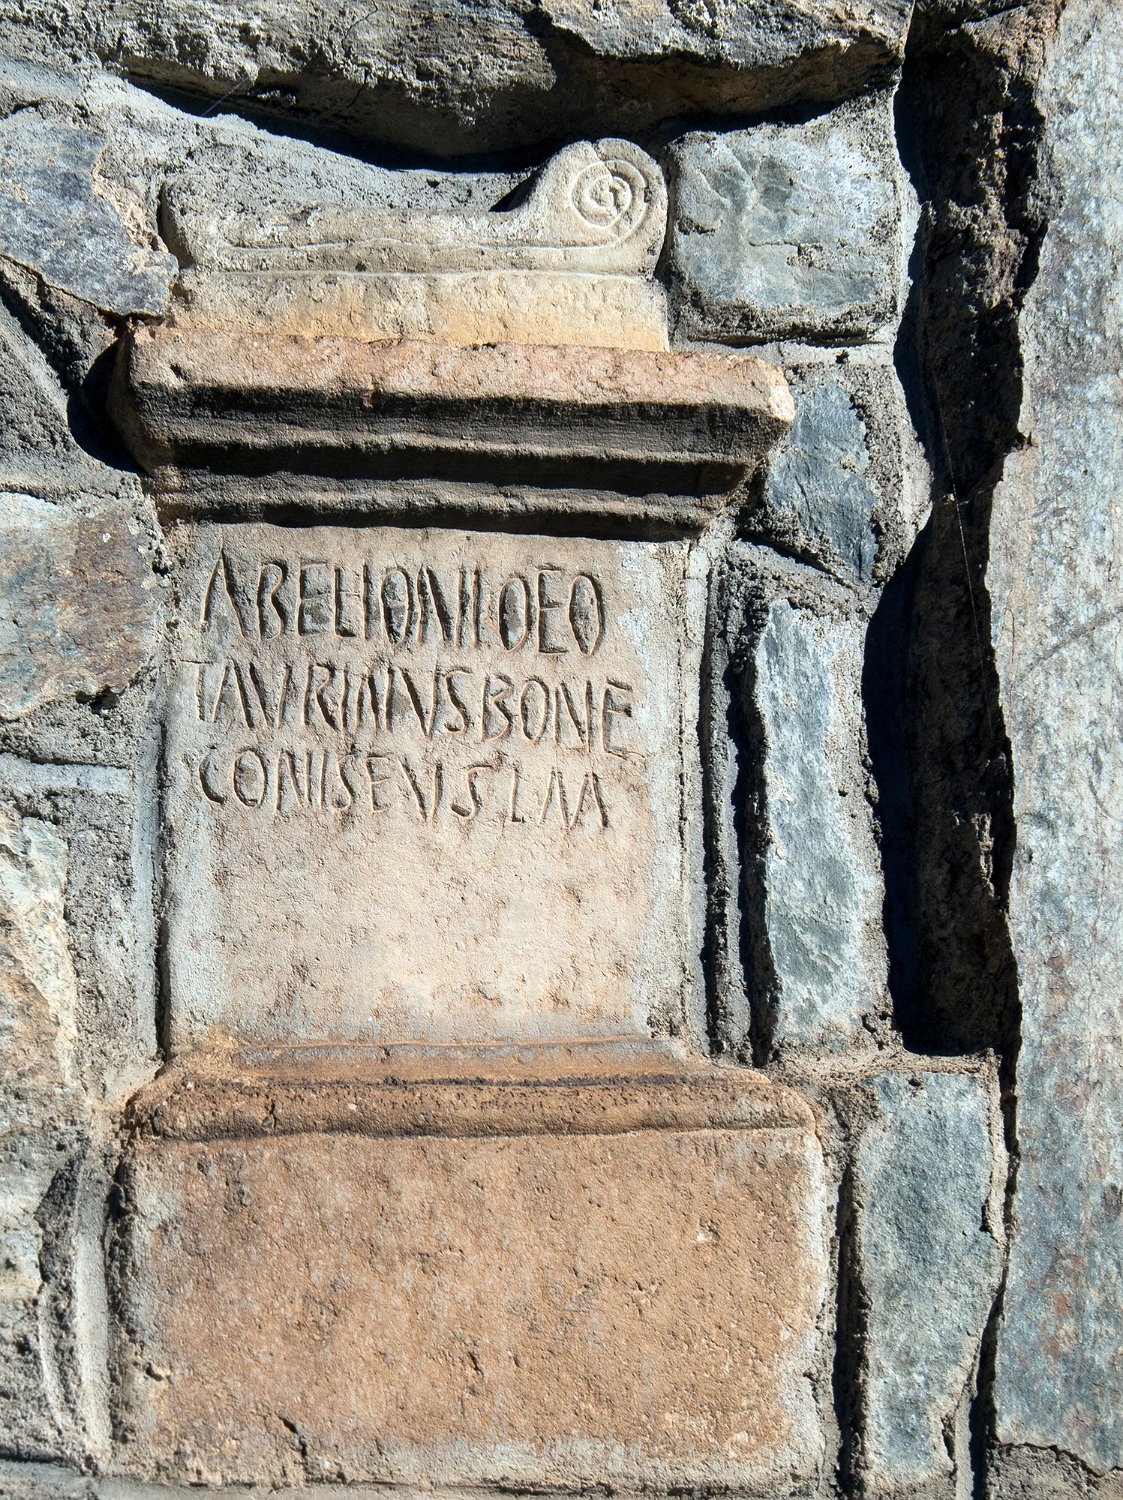 ABELIONI DEO
TAVRINVS BONE
CONIS F V S L M